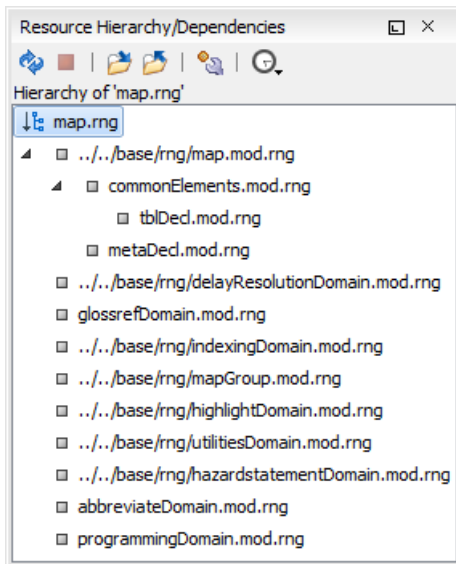 Resource Hierarchy/Dependencies
Hierarchy of 'map.rng'
map.rng
../../base/rng/map.mod.rng
commonElements.mod.rng
tblDecl.mod.rng
metaDecl.mod.rng
../../base/rng/delayResolutionDomain.mod.rng
glossrefDomain.mod.rng
../../base/rng/indexingDomain.mod.rng
../../base/rng/mapGroup.mod.rng
../../base/rng/highlightDomain.mod.rng
../../base/rng/utilitiesDomain.mod.rng
../../base/rng/hazardstatementDomain.mod.rng
abbreviateDomain.mod.rng
programmingDomain.mod.rng